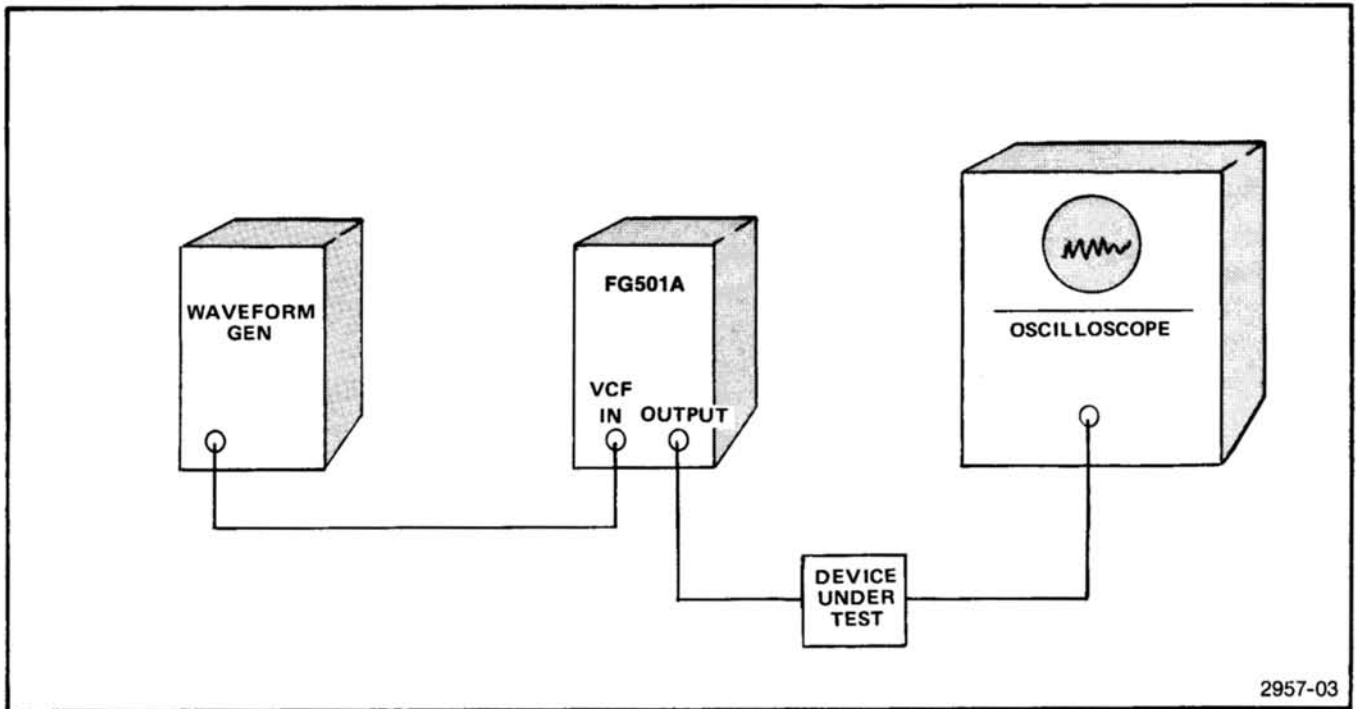 WAVEFORM
GEN
FG501A
VCF
IN OUTPUT
OSCILLOSCOPE
DEVICE
UNDER
TEST
2957-03